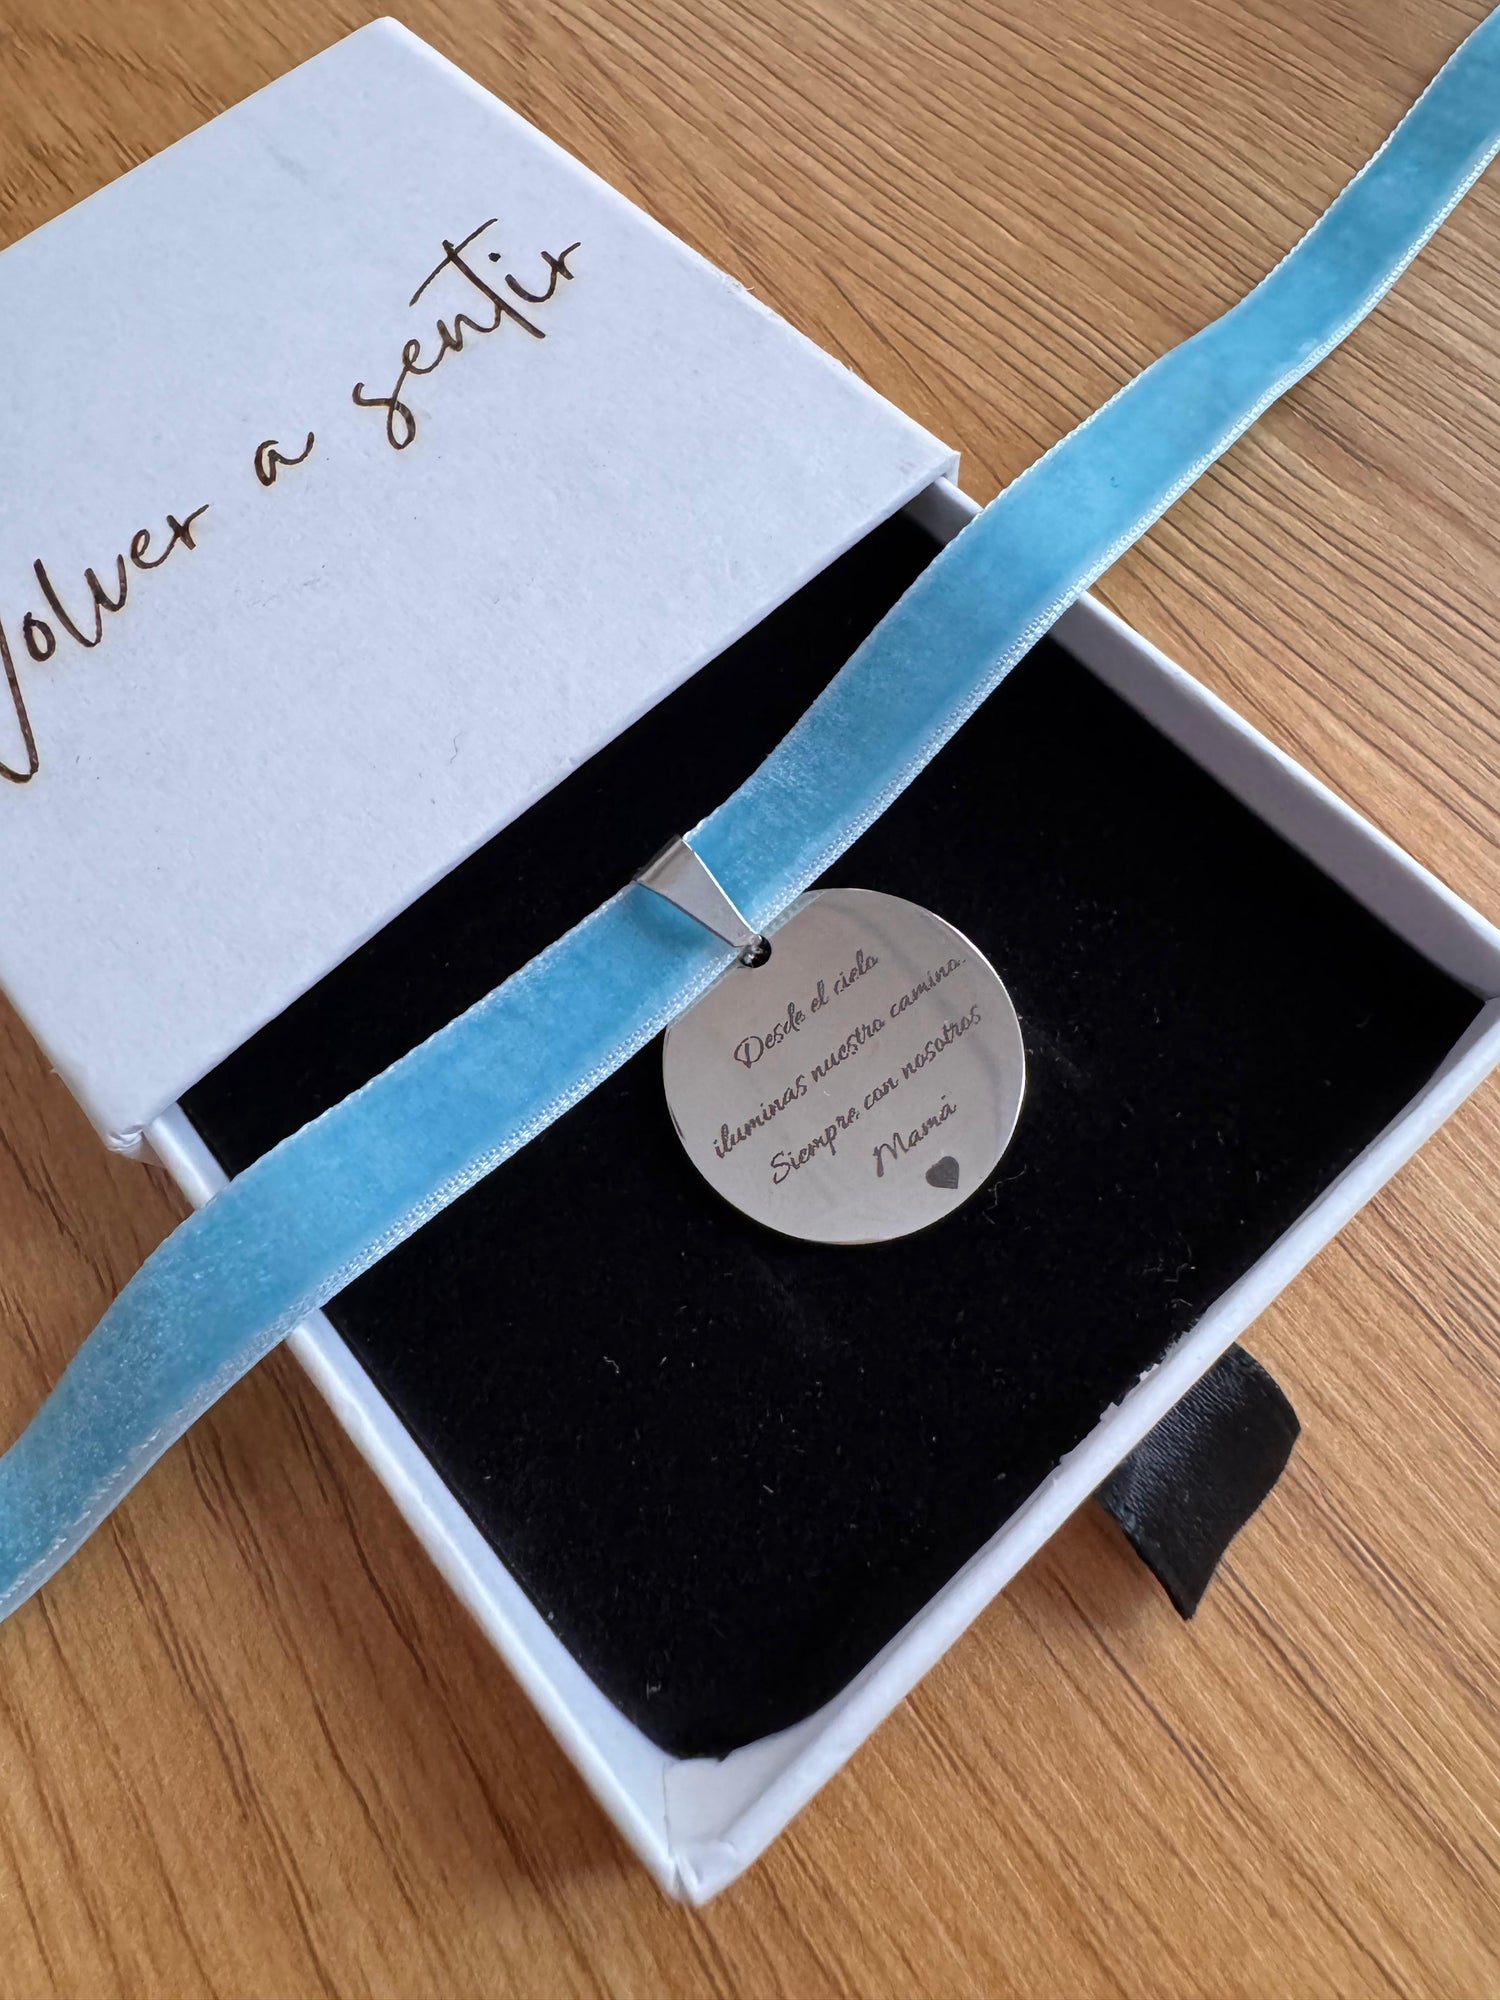 Volver a sentir
Desde el cielo
iluminas nuestro camino.
Siempre con nosotros
Mamá